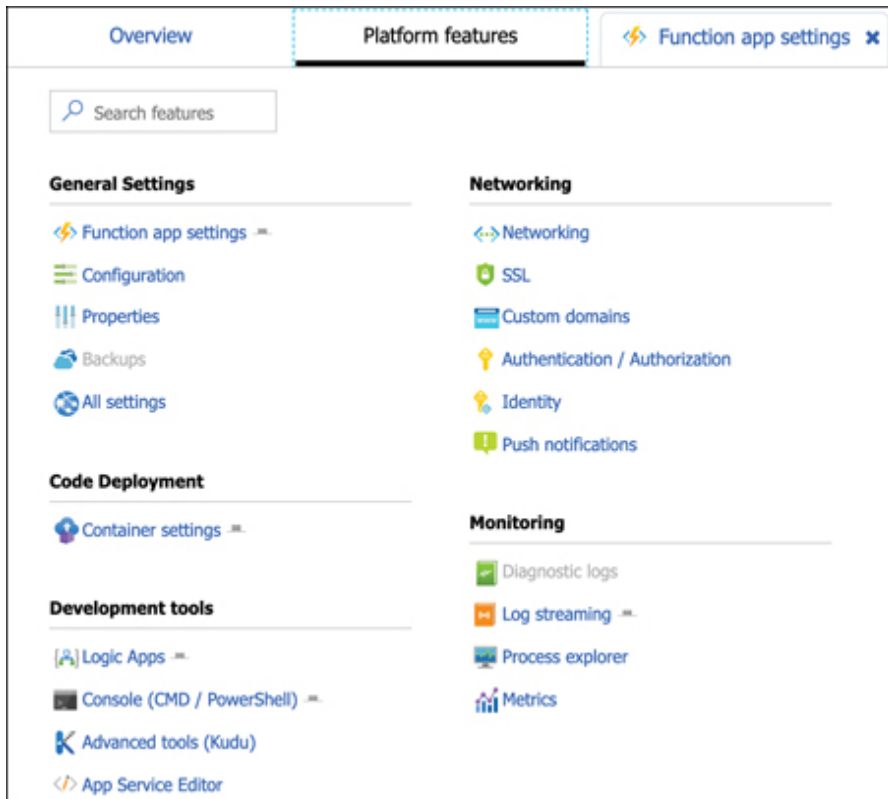 Overview
Platform features
Function app settings
Search features
General Settings
Function app settings
Configuration
Properties
Backups
All settings
Code Deployment
Container settings
Development tools
Logic Apps
Console (CMD / PowerShell)
Advanced tools (Kudu)
App Service Editor
Networking
Networking
SSL
Custom domains
Authentication / Authorization
Identity
Push notifications
Monitoring
Diagnostic logs
Log streaming
Process explorer
Metrics